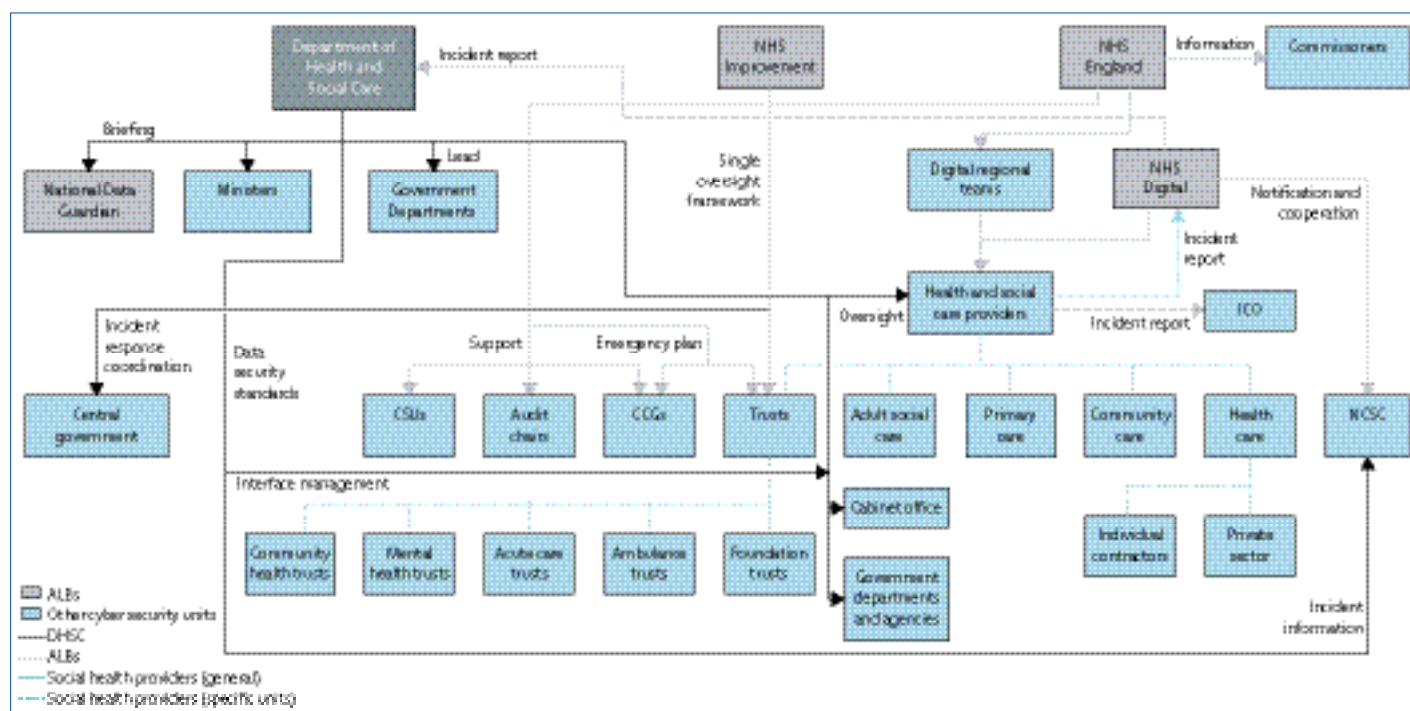 Department of
Health and
Social Care
Incident report
NHS
Improvement
NHS
England
Information
Commissioners
Briefing
Lead
National Data
Guardian
Ministers
Government
Departments
Single
oversight
framework
Digital regional
teams
NHS
Digital
Notification and
cooperation
Incident
report
Health and social
care providers
Oversight
Incident report
ICO
Incident
response
coordination
Data
security
standards
Support
Emergency plan
Central
government
CSUs
Audit
chairs
CCGs
Trusts
Adult social
care
Primary
care
Community
care
Health
care
NCSC
Interface management
Cabinet office
Community
health trusts
Mental
health trusts
Acute care
trusts
Ambulance
trusts
Foundation
trusts
Individual
contractors
Private
sector
Government
departments
and agencies
Incident
information
ALBs
Other cyber security units
DHSC
ALBs
Social health providers (general)
Social health providers (specific units)